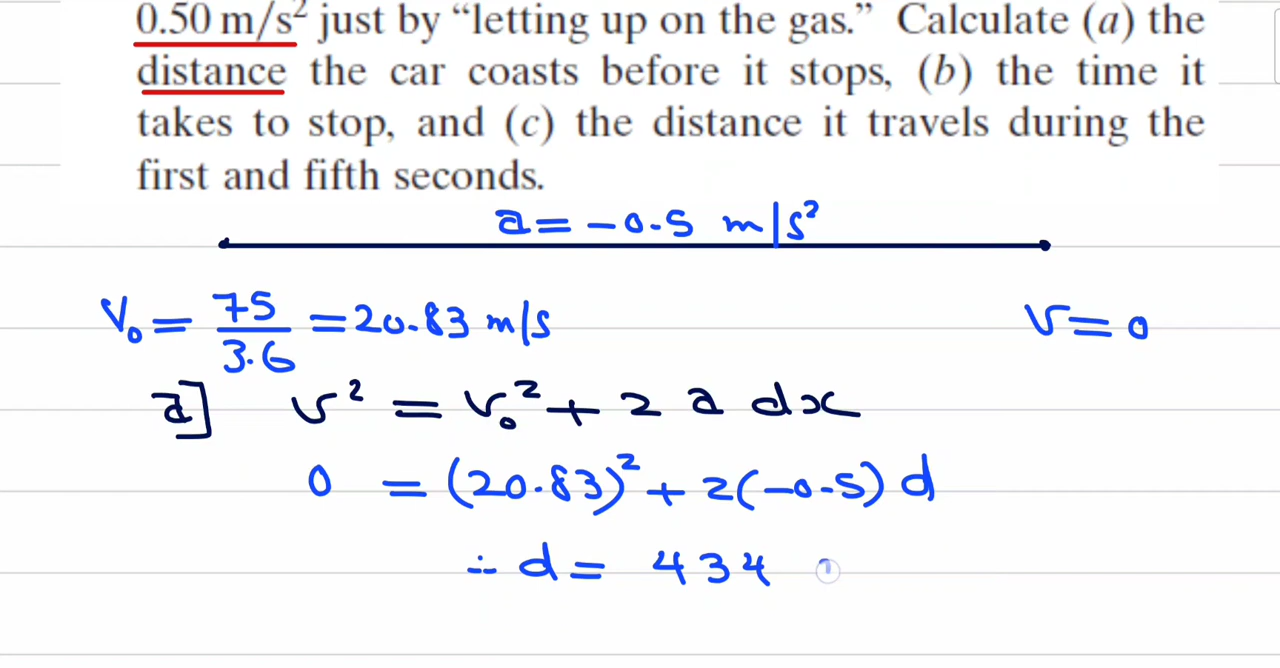 0.50 m/s² just by “letting up on the gas.” Calculate (a) the
distance the car coasts before it stops, (b) the time it
takes to stop, and (c) the distance it travels during the
first and fifth seconds.
a = -0.5 m/s²
V₀ = 75/3.6 = 20.83 m/s
v = 0
a] v² = v₀² + 2 a dx
0 = (20.83)² + 2(-0.5) d
∴ d = 434